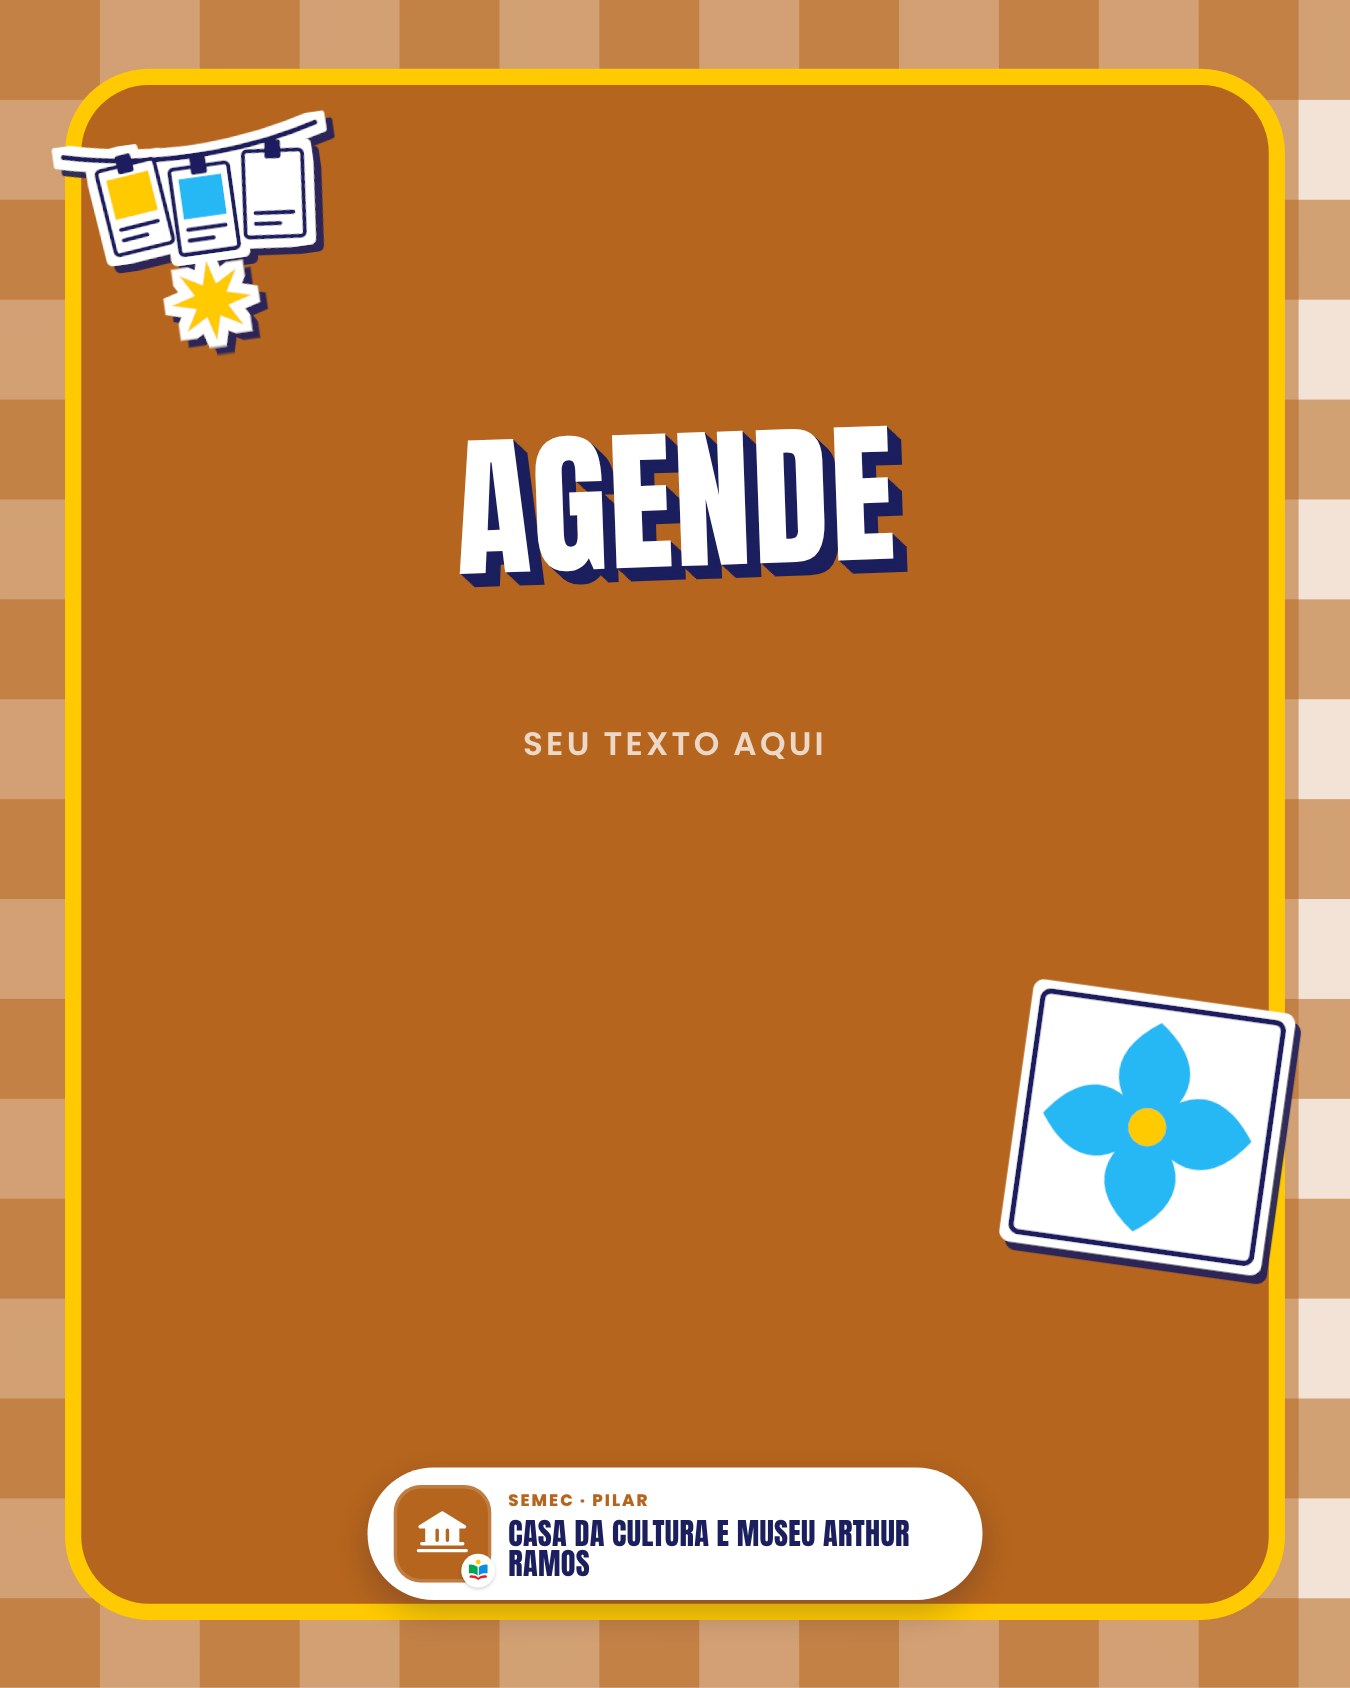 AGENDE
SEU TEXTO AQUI
SEMEC · PILAR
CASA DA CULTURA E MUSEU ARTHUR
RAMOS